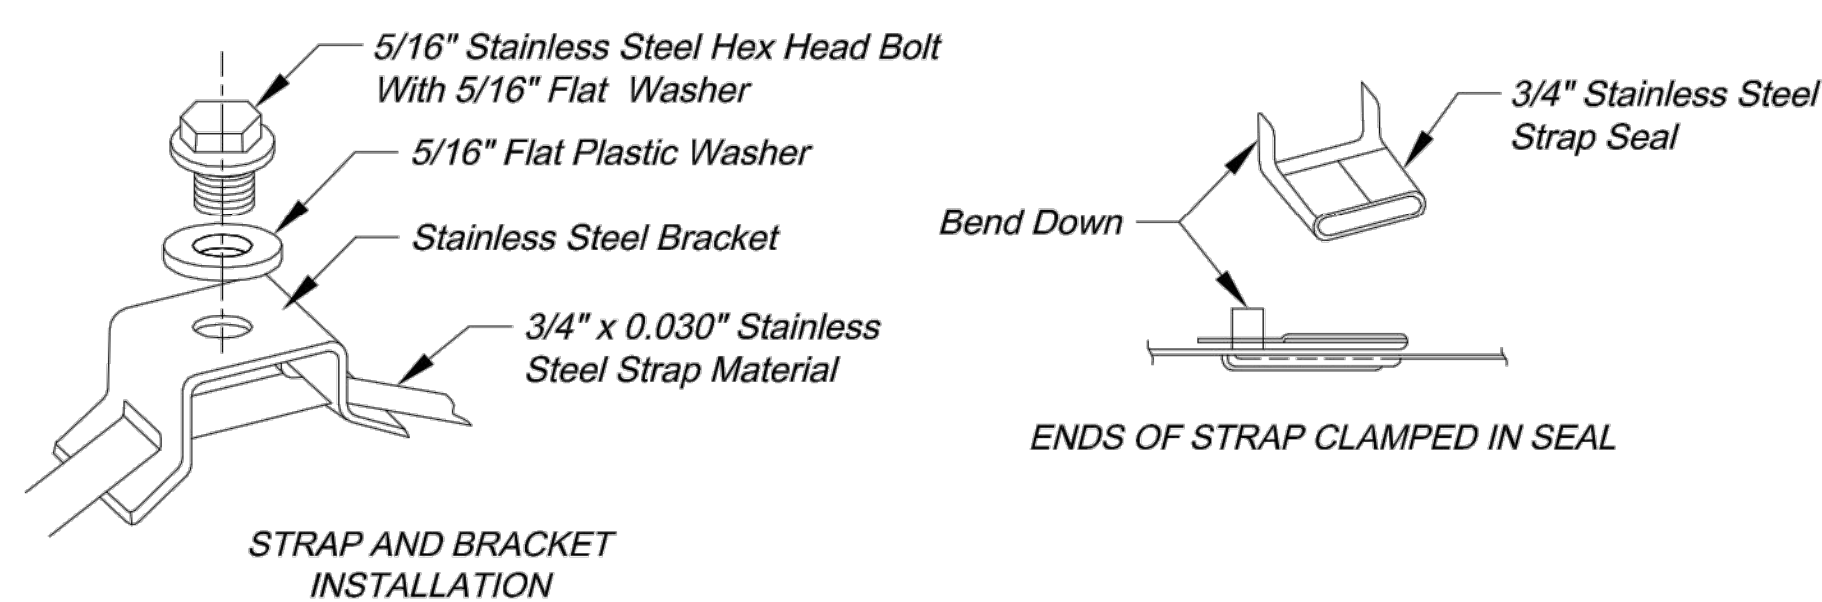 5/16" Stainless Steel Hex Head Bolt
With 5/16" Flat Washer
5/16" Flat Plastic Washer
Stainless Steel Bracket
3/4" x 0.030" Stainless
Steel Strap Material
STRAP AND BRACKET
INSTALLATION
3/4" Stainless Steel
Strap Seal
Bend Down
ENDS OF STRAP CLAMPED IN SEAL